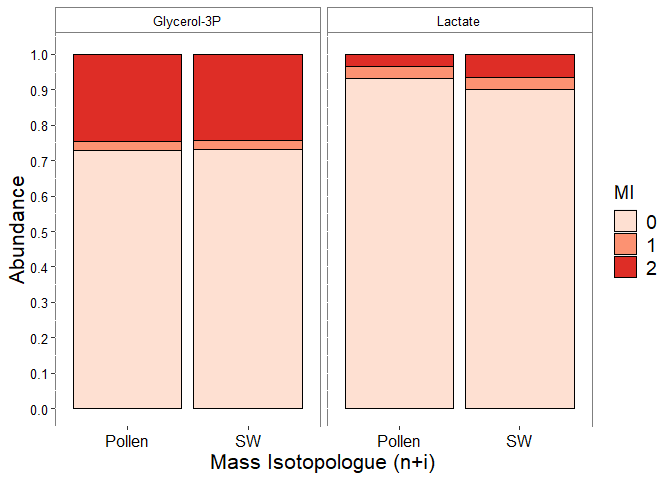 Glycerol-3P
Lactate
Abundance
1.0
0.9
0.8
0.7
0.6
0.5
0.4
0.3
0.2
0.1
0.0
Pollen
SW
Pollen
SW
Mass Isotopologue (n+i)
MI
0
1
2